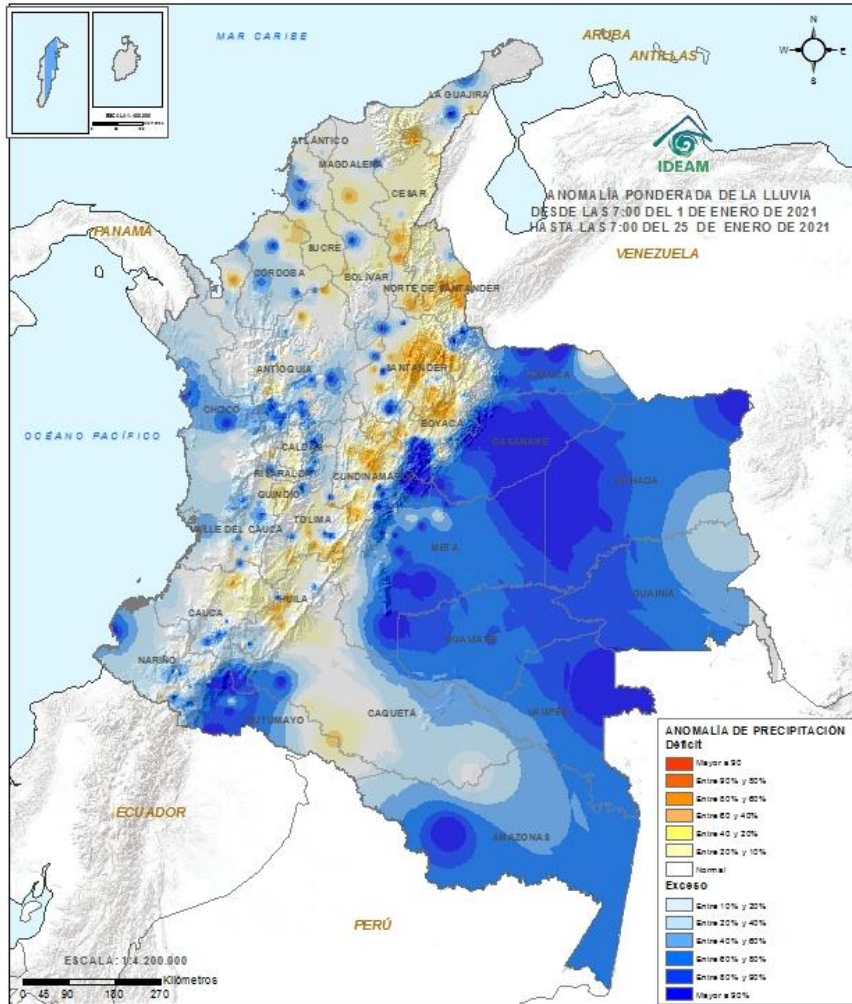 MAR CARIBE
ARUBA
ANTILLAS
N
W
E
S
LA GUAJIRA
ATLÁNTICO
MAGDALENA
CESAR
IDEAM
ANOMALÍA PONDERADA DE LA LLUVIA
DESDE LAS 7:00 DEL 1 DE ENERO DE 2021
HASTA LAS 7:00 DEL 25 DE ENERO DE 2021
PANAMÁ
VENEZUELA
SUCRE
CÓRDOBA
BOLÍVAR
NORTE DE SANTANDER
ANTIOQUIA
SANTANDER
ARAUCA
CHOCÓ
BOYACÁ
OCÉANO PACÍFICO
CASANARE
CALDAS
RISARALDA
CUNDINAMARCA
VICHADA
QUINDIO
TOLIMA
VALLE DEL CAUCA
META
HUILA
GUAINÍA
CAUCA
GUAVIARE
NARIÑO
CAQUETÁ
VAUPÉS
PUTUMAYO
ECUADOR
AMAZONAS
PERÚ
ANOMALÍA DE PRECIPITACIÓN
Déficit
Mayor a 90
Entre 90% y 80%
Entre 80% y 60%
Entre 60 y 40%
Entre 40 y 20%
Entre 20% y 10%
Normal
Exceso
Entre 10% y 20%
Entre 20% y 40%
Entre 40% y 60%
Entre 60% y 80%
Entre 80% y 90%
Mayor a 90%
ESCALA: 1:4.200.000
Kilómetros
0 45 90 180 270